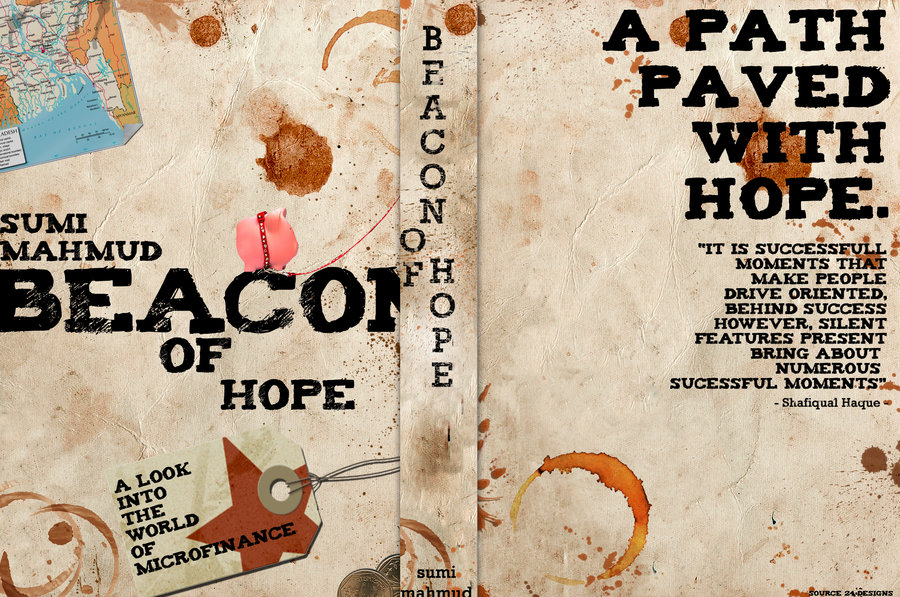 SUMI
MAHMUD
BEACON
OF
HOPE
A LOOK
INTO
THE
WORLD
OF
MICROFINANCE
BEACON
OF
HOPE
sumi
mahmud
A PATH
PAVED
WITH
HOPE.
"IT IS SUCCESSFULL
MOMENTS THAT
MAKE PEOPLE
DRIVE ORIENTED,
BEHIND SUCCESS
HOWEVER, SILENT
FEATURES PRESENT
BRING ABOUT
NUMEROUS
SUCESSFUL MOMENTS"
- Shafiqual Haque -
SOURCE 24 DESIGNS